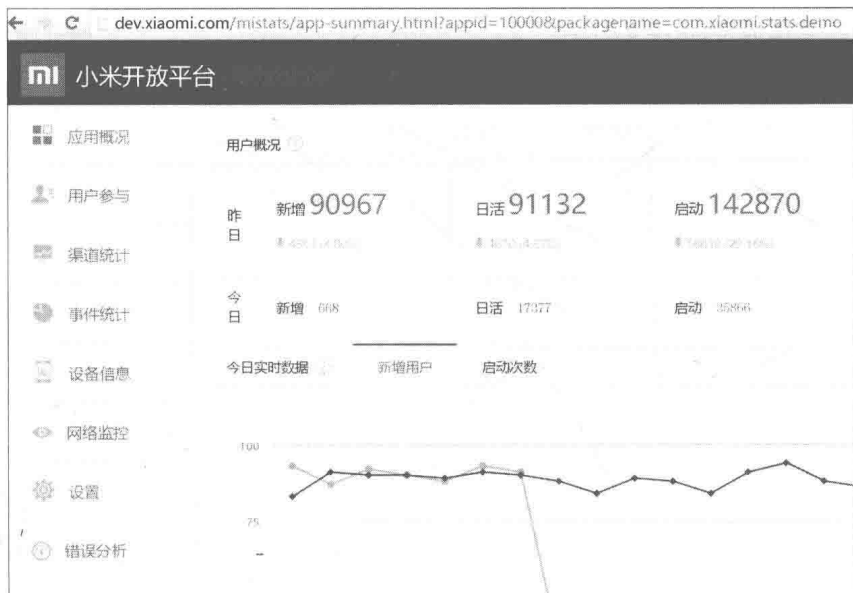 dev.xiaomi.com/mistats/app-summary.html?appid=10008&packagename=com.xiaomi.stats.demo
mi 小米开放平台
应用概况
用户参与
渠道统计
事件统计
设备信息
网络监控
设置
错误分析
用户概况
昨日 新增 90967 日活 91132 启动 142870
今日 新增 668 日活 17377 启动 35866
今日实时数据 新增用户 启动次数
100
75